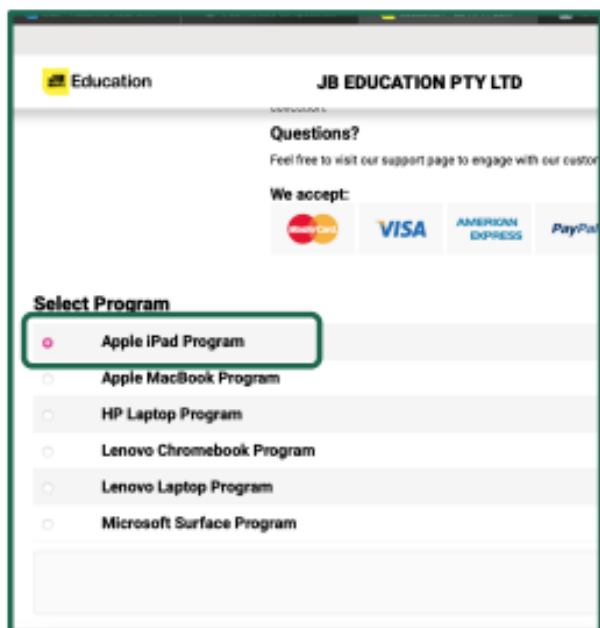 Education
JB EDUCATION PTY LTD
Questions?
Feel free to visit our support page to engage with our custor
We accept:
MasterCard VISA AMERICAN EXPRESS PayPal
Select Program
Apple iPad Program
Apple MacBook Program
HP Laptop Program
Lenovo Chromebook Program
Lenovo Laptop Program
Microsoft Surface Program